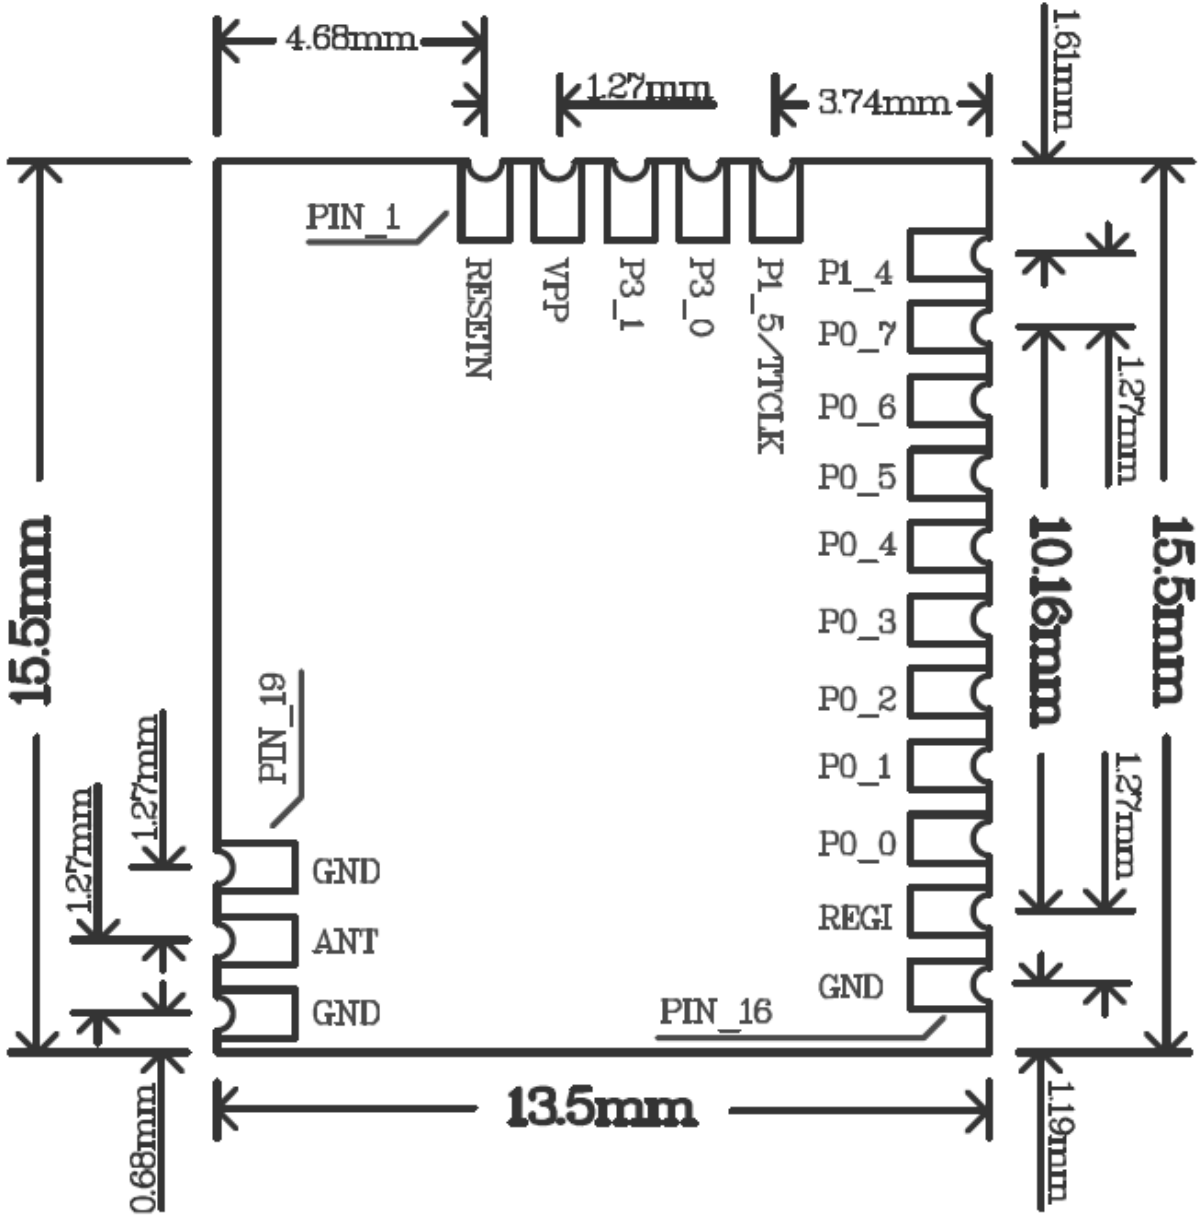 4.68mm
1.27mm
3.74mm
1.61mm
PIN_1
RESETN
VPP
P3_1
P3_0
P1_5/TTCLK
P1_4
P0_7
P0_6
P0_5
P0_4
P0_3
P0_2
P0_1
P0_0
REGI
GND
1.27mm
10.16mm
15.5mm
1.27mm
1.19mm
15.5mm
PIN_19
1.27mm
1.27mm
GND
ANT
GND
PIN_16
0.68mm
13.5mm